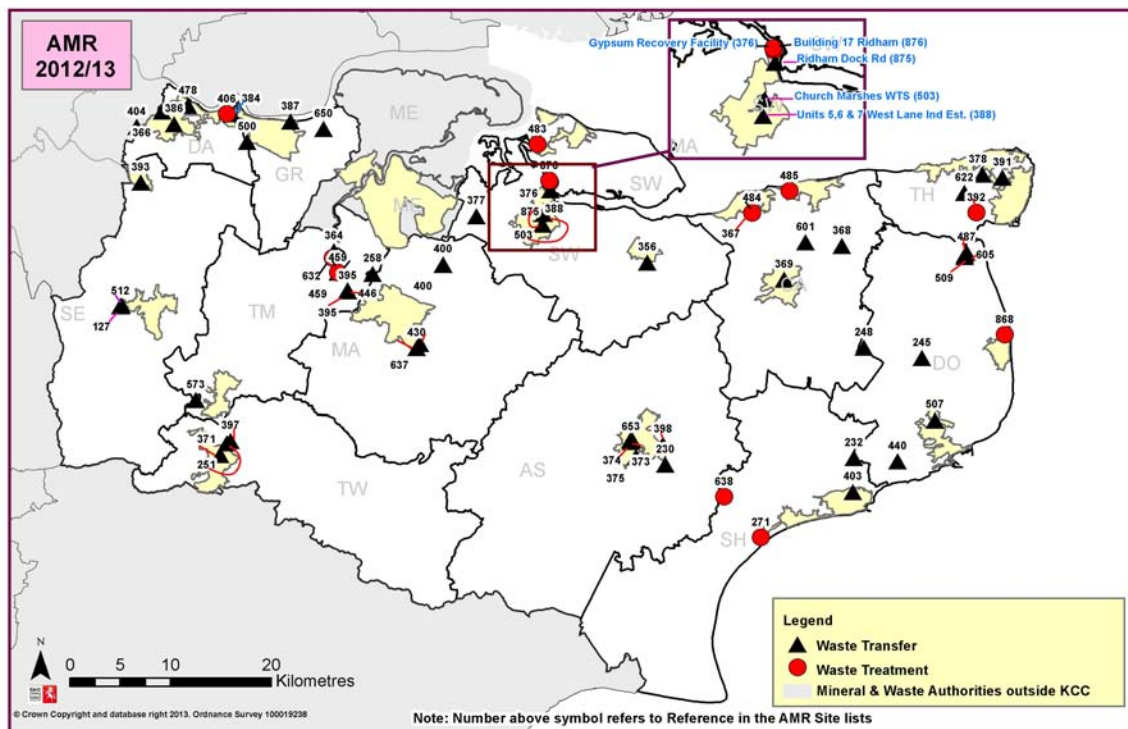 AMR
2012/13
Gypsum Recovery Facility (376)
Building 17 Ridham (876)
Ridham Dock Rd (875)
Church Marshes WTS (503)
Units 5,6 & 7 West Lane Ind Est. (388)
478
404
386
366
406
384
387
650
500
DA
GR
393
ME
ME
483
876
MA
SW
376
377
875
388
503
SW
484
485
367
601
368
369
TH
378
391
622
392
487
605
509
364
459
632
395
258
400
400
459
446
395
356
SE
512
127
TM
MA
430
637
868
248
245
DO
573
397
371
251
507
AS
653
398
374
373
230
375
232
440
403
TW
638
271
SH
N
0 5 10 20
Kilometres
© Crown Copyright and database right 2013. Ordnance Survey 100019238
Legend
Waste Transfer
Waste Treatment
Mineral & Waste Authorities outside KCC
Note: Number above symbol refers to Reference in the AMR Site lists